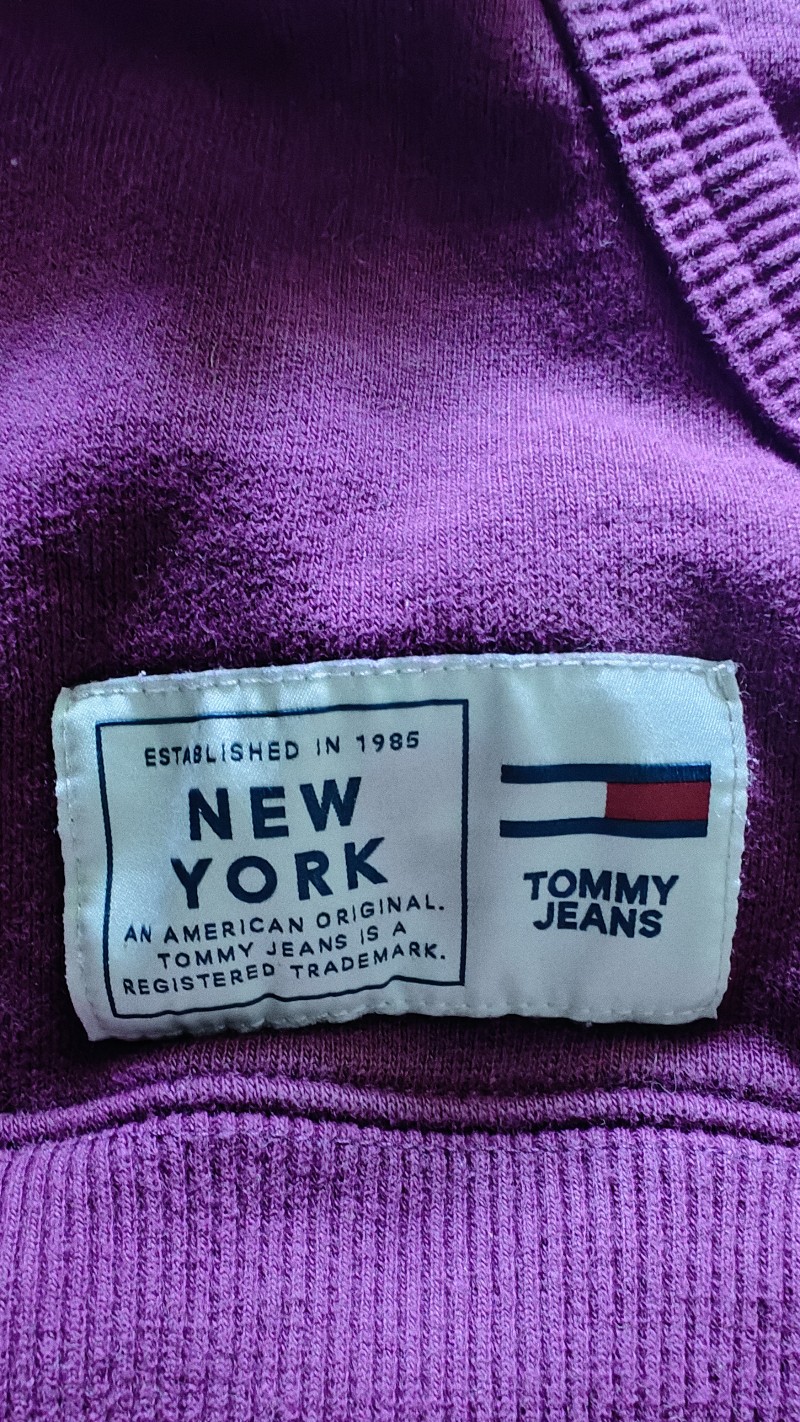 ESTABLISHED IN 1985
NEW
YORK
AN AMERICAN ORIGINAL.
TOMMY JEANS IS A
REGISTERED TRADEMARK.
TOMMY
JEANS